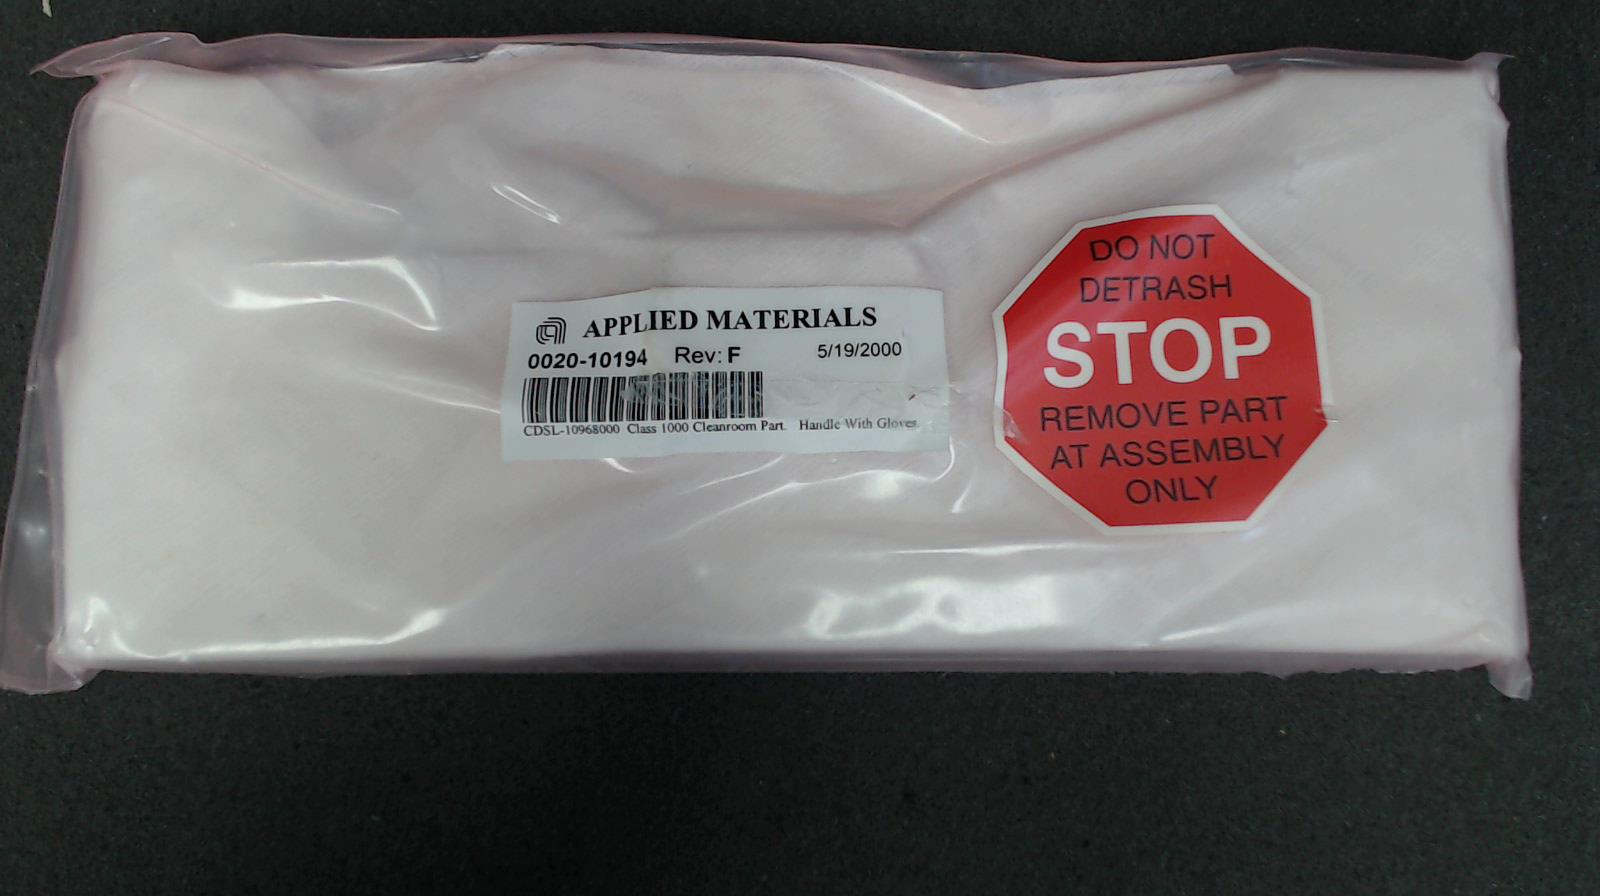 APPLIED MATERIALS
0020-10194 Rev: F 5/19/2000
CDSL-10968000 Class 1000 Cleanroom Part. Handle With Gloves.
DO NOT
DETRASH
STOP
REMOVE PART
AT ASSEMBLY
ONLY